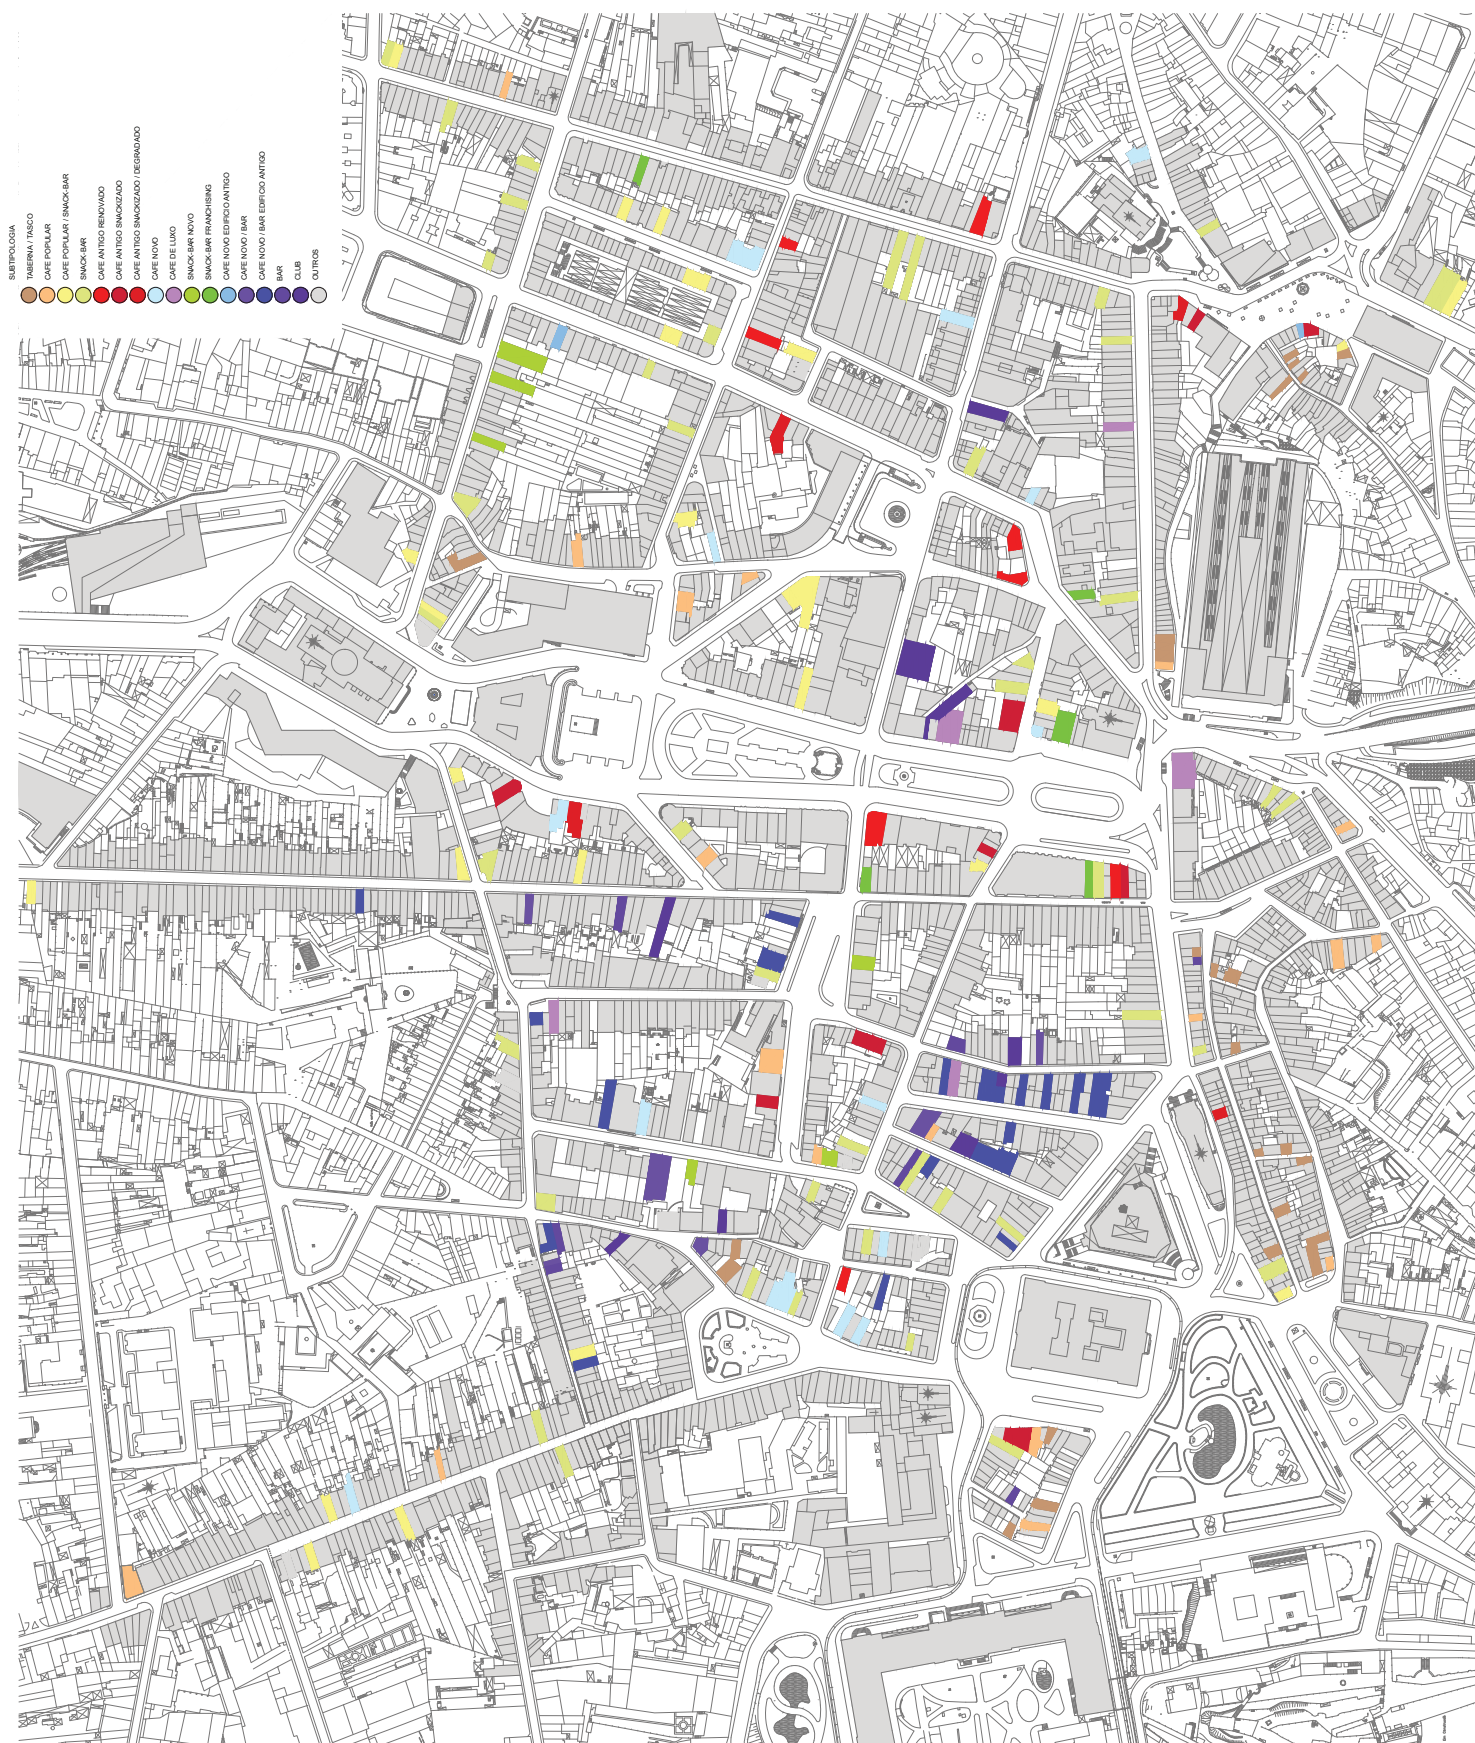 SUBTIPOLOGIA
TABERNA / TASCO
CAFE POPULAR
CAFE POPULAR / SNACK-BAR
SNACK-BAR
CAFE ANTIGO RENOVADO
CAFE ANTIGO SNACKIZADO
CAFE ANTIGO SNACKIZADO / DEGRADADO
CAFE NOVO
CAFE DE LUXO
SNACK-BAR NOVO
SNACK-BAR FRANCHISING
CAFE NOVO EDIFICIO ANTIGO
CAFE NOVO / BAR
CAFE NOVO / BAR EDIFICIO ANTIGO
BAR
CLUB
OUTROS